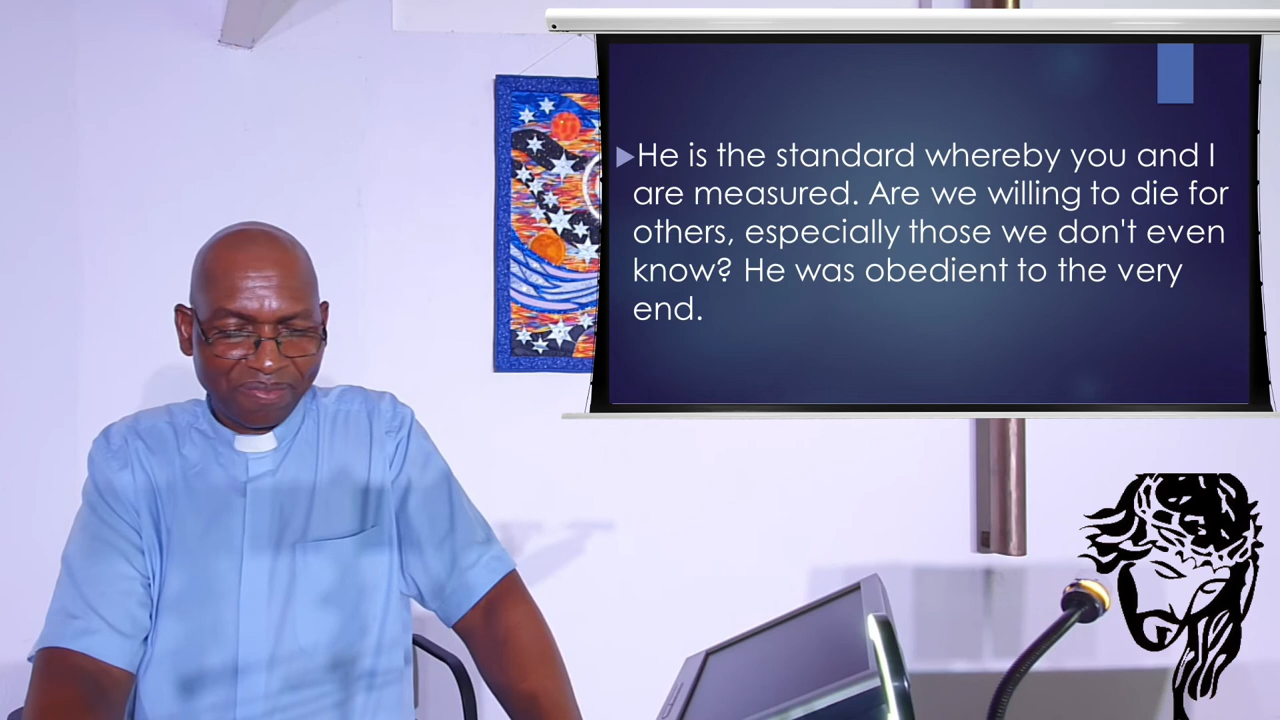 He is the standard whereby you and I
are measured. Are we willing to die for
others, especially those we don't even
know? He was obedient to the very
end.